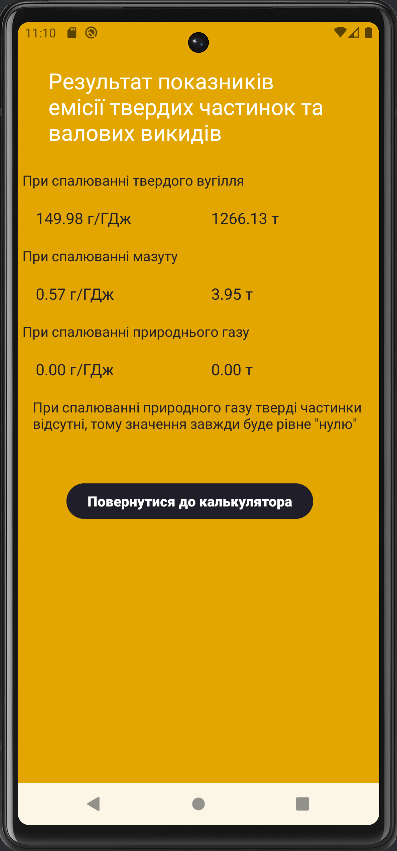 11:10
Результат показників
емісії твердих частинок та
валових викидів
При спалюванні твердого вугілля
149.98 г/ГДж 1266.13 т
При спалюванні мазуту
0.57 г/ГДж 3.95 т
При спалюванні природнього газу
0.00 г/ГДж 0.00 т
При спалюванні природного газу тверді частинки
відсутні, тому значення завжди буде рівне "нулю"
Повернутися до калькулятора